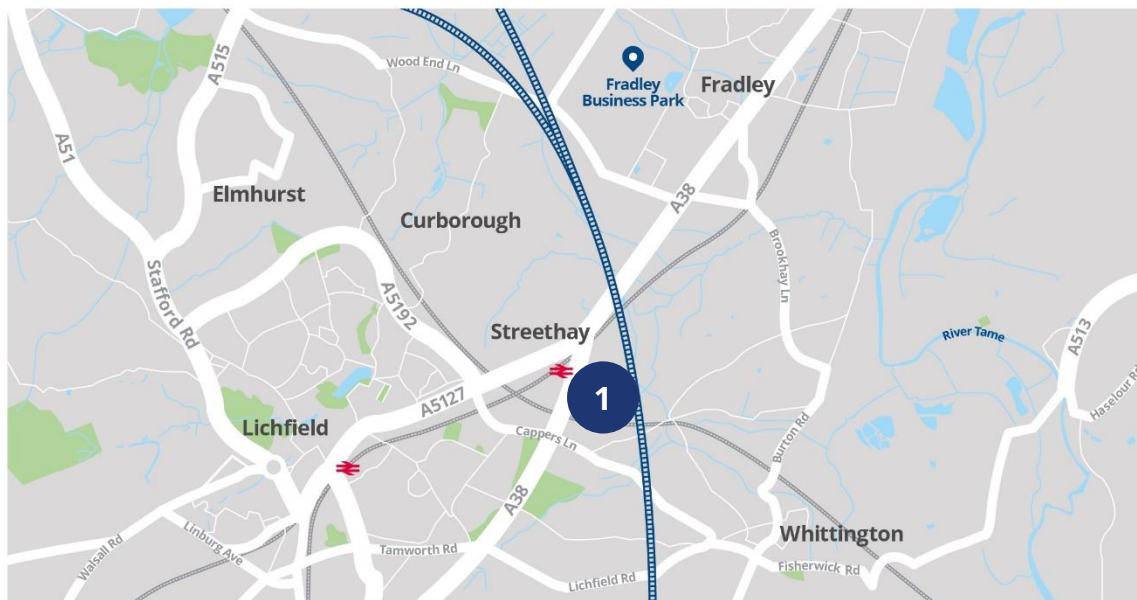 Wood End Ln
Fradley
Business Park
Fradley
A515
A51
Elmhurst
Curborough
A38
Brookhay Ln
Stafford Rd
A5192
Streethay
River Tame
A513
Haselour Rd
1
A5127
Lichfield
Cappers Ln
Burton Rd
A38
Whittington
Walsall Rd
Linburg Ave
Tamworth Rd
Lichfield Rd
Fisherwick Rd